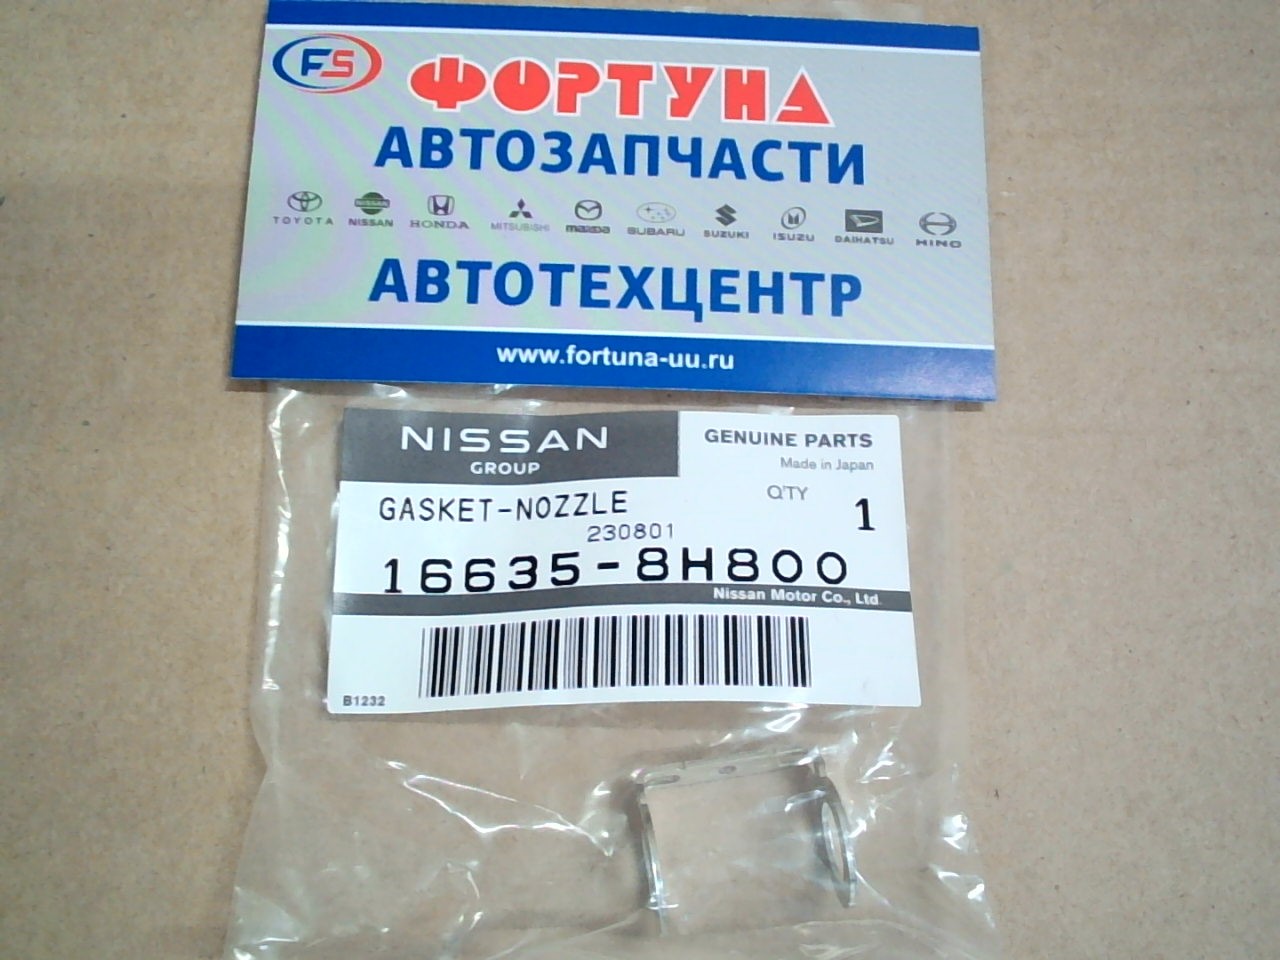 FS ФОРТУНА
АВТОЗАПЧАСТИ
TOYOTA NISSAN HONDA MITSUBISHI mazda SUBARU SUZUKI ISUZU DAIHATSU HINO
АВТОТЕХЦЕНТР
www.fortuna-uu.ru
NISSAN
GROUP
GENUINE PARTS
Made in Japan
GASKET-NOZZLE
Q'TY 1
230801
16635-8H800
Nissan Motor Co., Ltd.
B1232